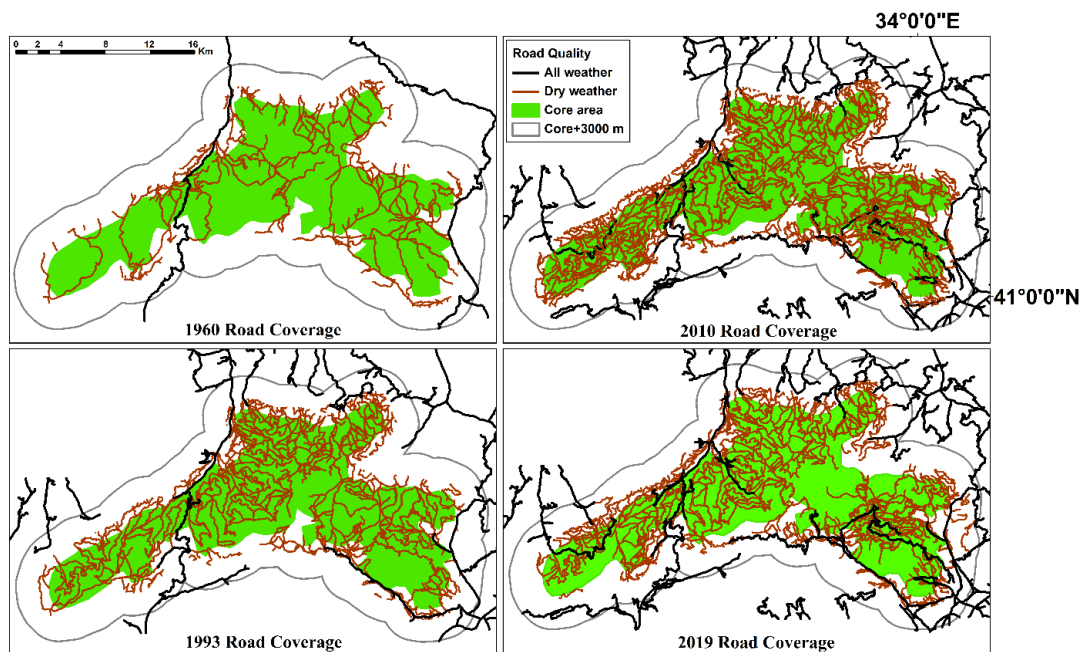 34°0'0"E
0 2 4 8 12 16
Km
Road Quality
All weather
Dry weather
Core area
Core+3000 m
1960 Road Coverage
2010 Road Coverage
41°0'0"N
1993 Road Coverage
2019 Road Coverage